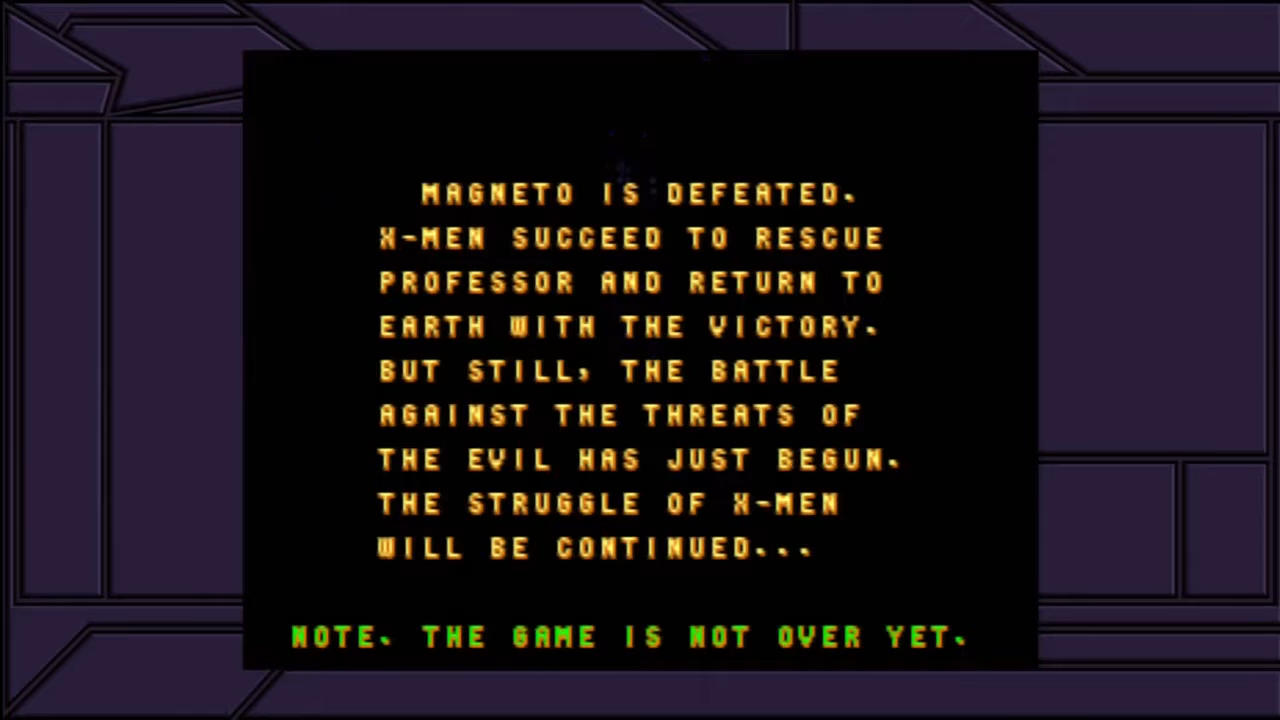 MAGNETO IS DEFEATED.
X-MEN SUCCEED TO RESCUE
PROFESSOR AND RETURN TO
EARTH WITH THE VICTORY.
BUT STILL, THE BATTLE
AGAINST THE THREATS OF
THE EVIL HAS JUST BEGUN.
THE STRUGGLE OF X-MEN
WILL BE CONTINUED...
NOTE. THE GAME IS NOT OVER YET.